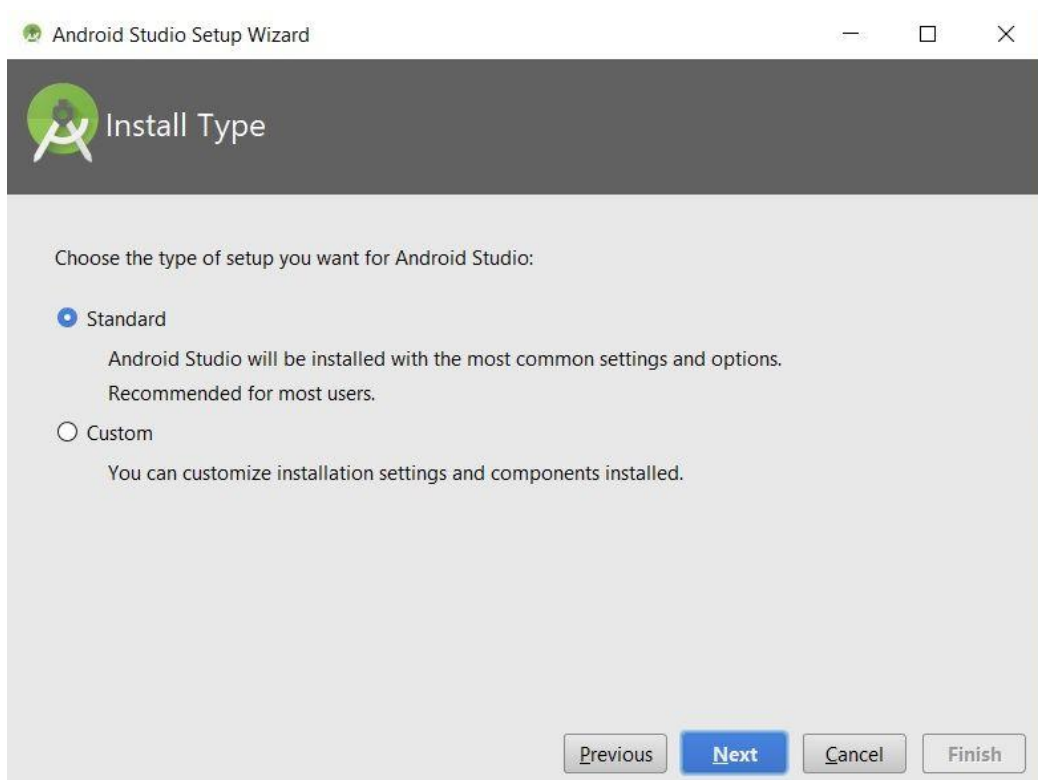 Android Studio Setup Wizard
Install Type
Choose the type of setup you want for Android Studio:
Standard
Android Studio will be installed with the most common settings and options.
Recommended for most users.
Custom
You can customize installation settings and components installed.
Previous Next Cancel Finish